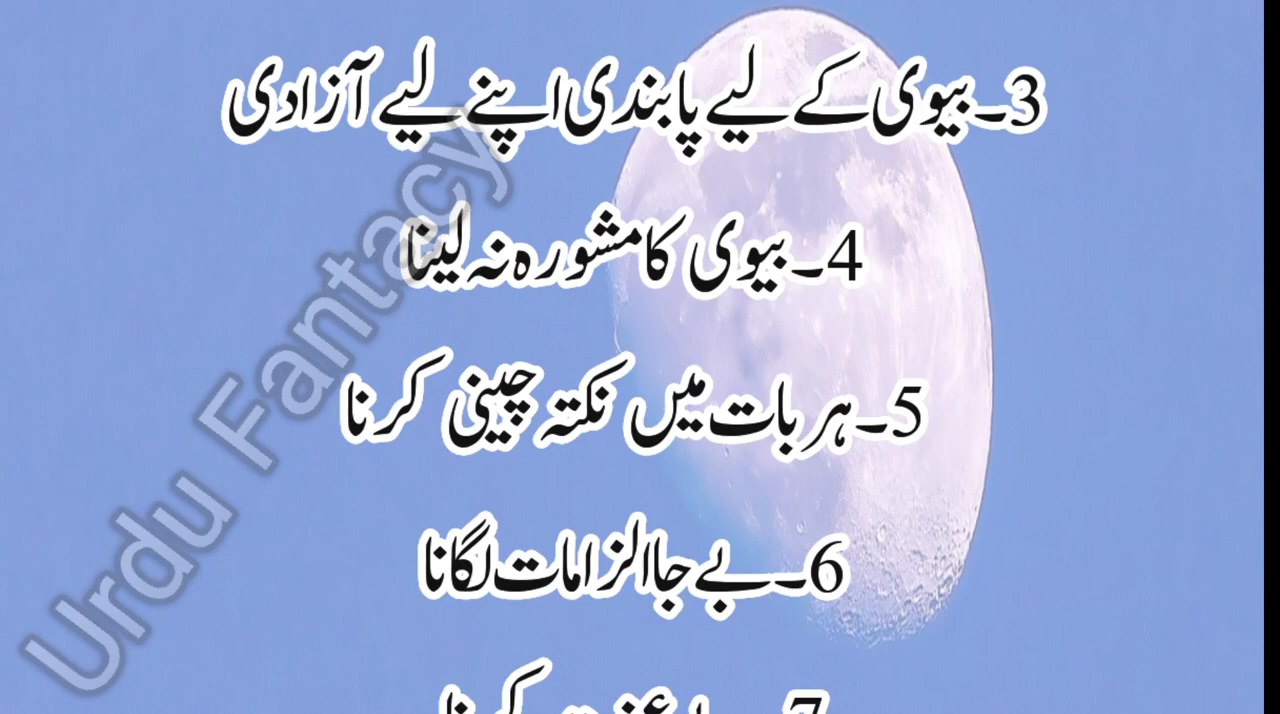 3۔بیوی کے لیے پابندی اپنے لیے آزادی
4۔بیوی کا مشورہ نہ لینا
5۔ہر بات میں نکتہ چینی کرنا
6۔بے جا الزامات لگانا
7۔
Urdu Fantacy